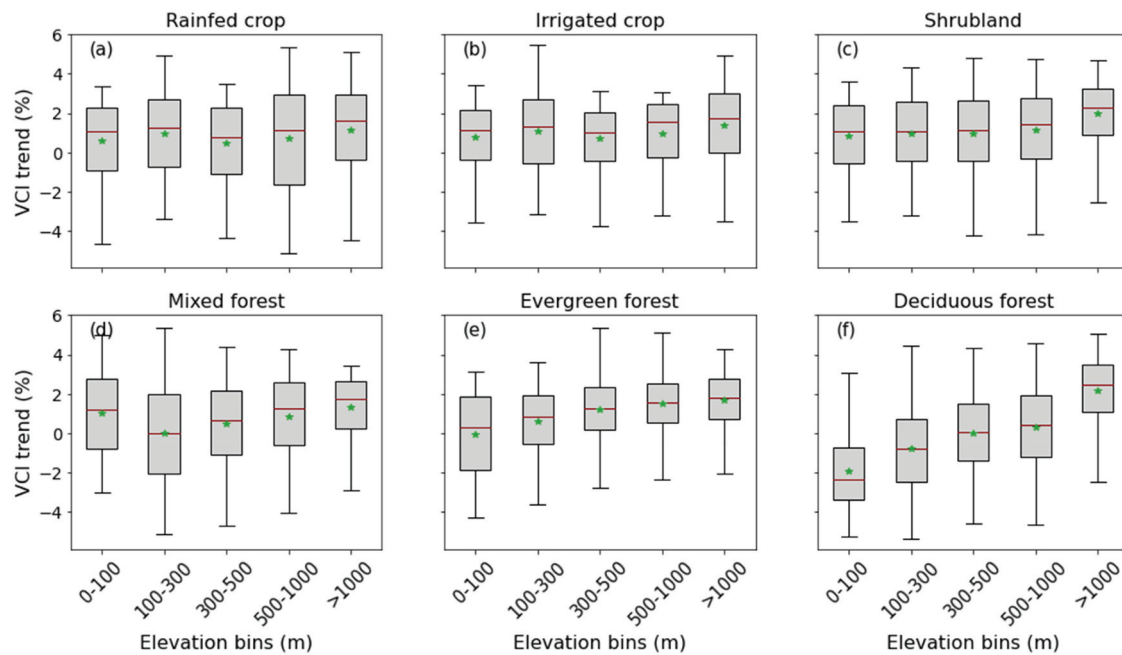 Rainfed crop
Irrigated crop
Shrubland
(a)
(b)
(c)
VCI trend (%)
6
4
2
0
−2
−4
Mixed forest
Evergreen forest
Deciduous forest
(d)
(e)
(f)
VCI trend (%)
6
4
2
0
−2
−4
0-100
100-300
300-500
500-1000
>1000
0-100
100-300
300-500
500-1000
>1000
0-100
100-300
300-500
500-1000
>1000
Elevation bins (m)
Elevation bins (m)
Elevation bins (m)